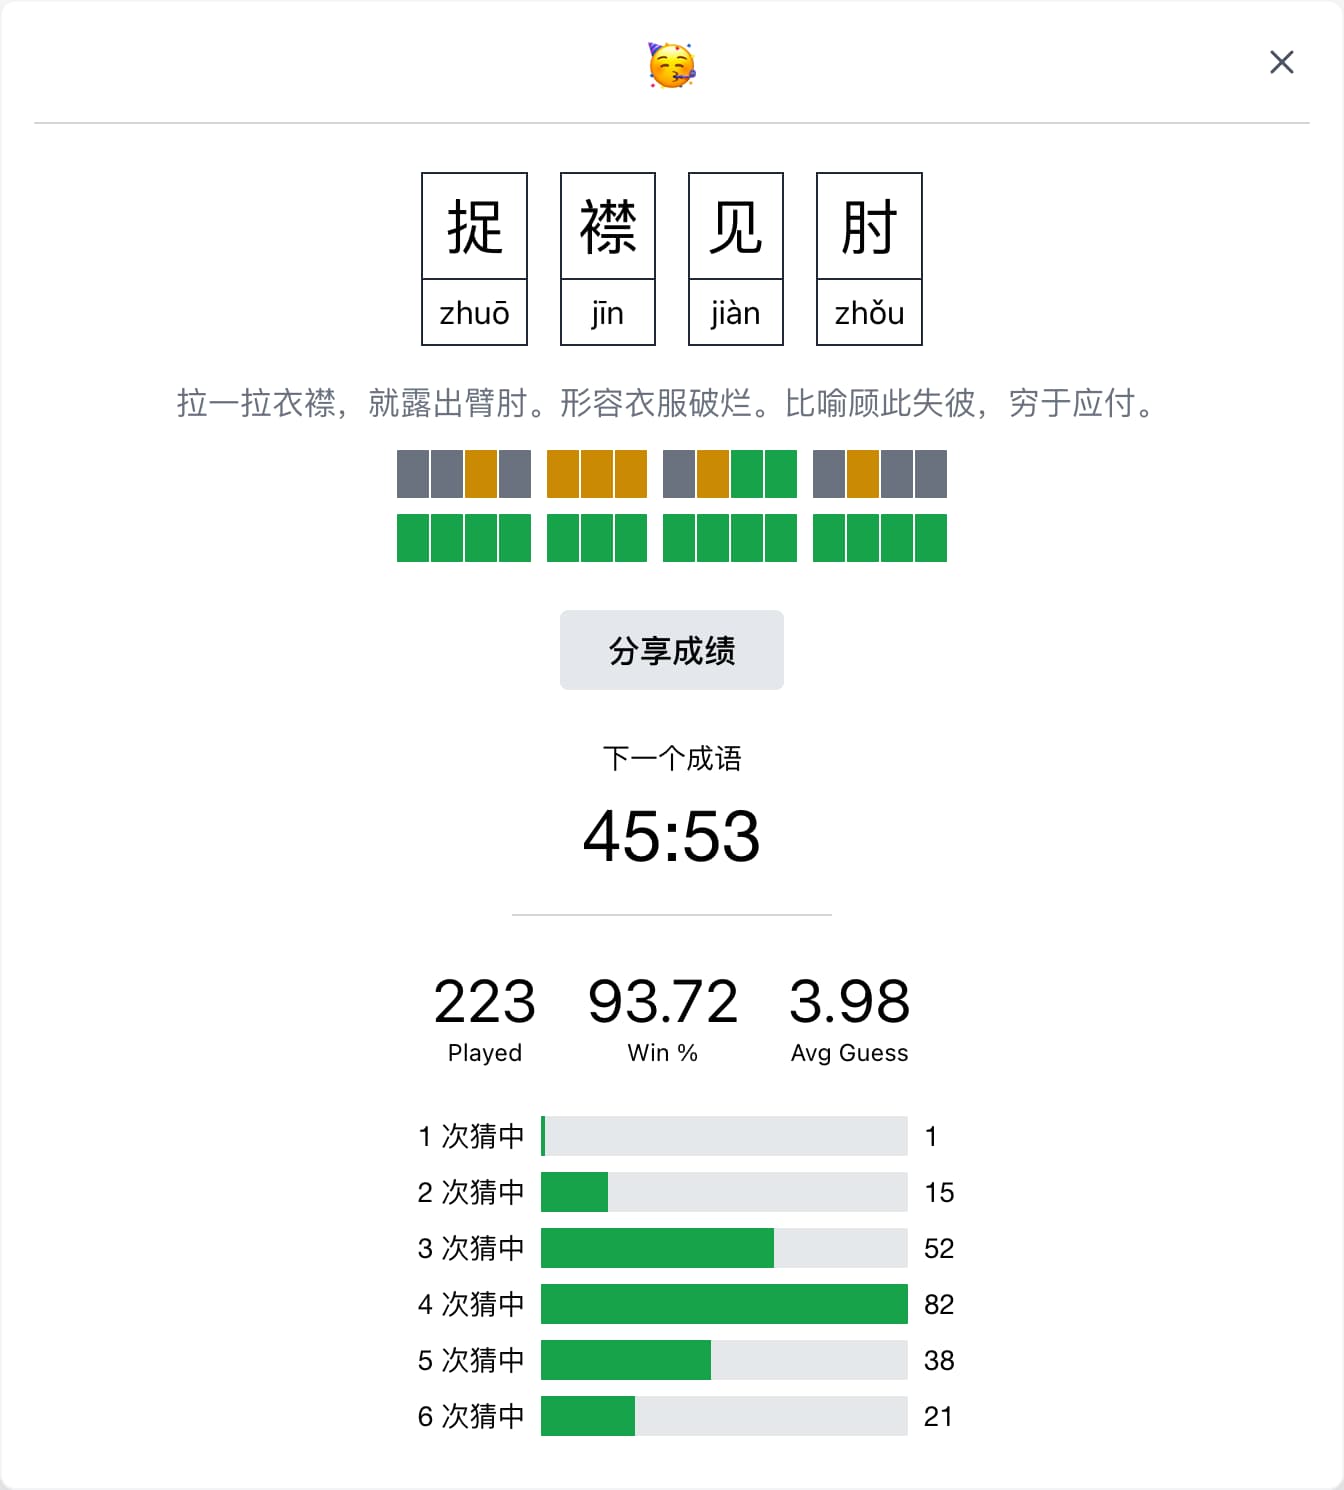 捉 襟 见 肘
zhuō jīn jiàn zhǒu
拉一拉衣襟，就露出臂肘。形容衣服破烂。比喻顾此失彼，穷于应付。
分享成绩
下一个成语
45:53
223 93.72 3.98
Played Win % Avg Guess
1 次猜中 1
2 次猜中 15
3 次猜中 52
4 次猜中 82
5 次猜中 38
6 次猜中 21